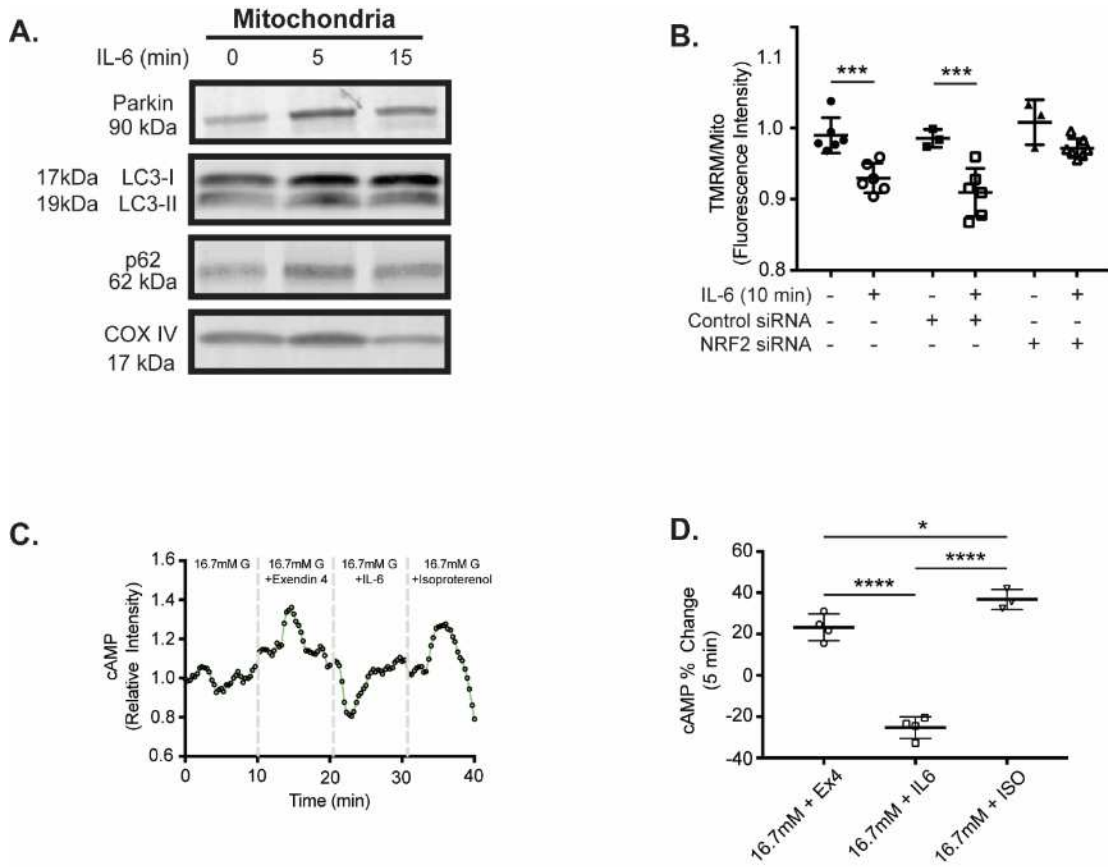 A.
Mitochondria
IL-6 (min) 0 5 15
Parkin
90 kDa
17kDa LC3-I
19kDa LC3-II
p62
62 kDa
COX IV
17 kDa
B.
TMRM/Mito
(Fluorescence Intensity)
1.1
1.0
0.9
0.8
*** ***
IL-6 (10 min) - + - + - +
Control siRNA - - + + - -
NRF2 siRNA - - - - + +
C.
cAMP
(Relative Intensity)
1.6
1.4
1.2
1.0
0.8
0.6
16.7mM G
16.7mM G
+Exendin 4
16.7mM G
+IL-6
16.7mM G
+Isoproterenol
0 10 20 30 40
Time (min)
D.
cAMP % Change
(5 min)
60
40
20
0
-20
-40
*
****
****
16.7mM + Ex4
16.7mM + IL6
16.7mM + ISO